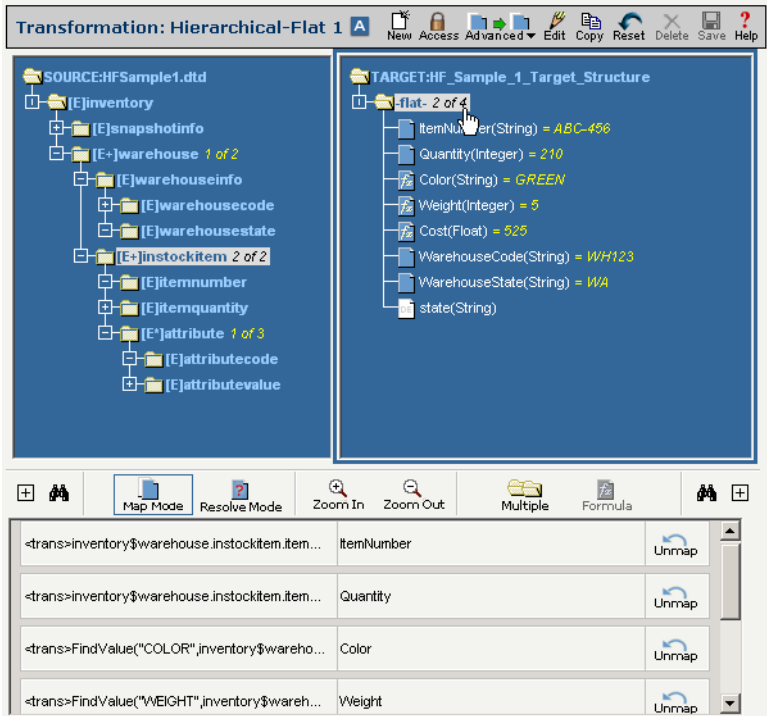 Transformation: Hierarchical-Flat 1 A
New Access Advanced Edit Copy Reset Delete Save ? Help
SOURCE:HFSample1.dtd
[E]inventory
[E]snapshotinfo
[E+]warehouse 1 of 2
[E]warehouseinfo
[E]warehousecode
[E]warehousestate
[E+]instockitem 2 of 2
[E]itemnumber
[E]itemquantity
[E*]attribute 1 of 3
[E]attributecode
[E]attributevalue
TARGET:HF_Sample_1_Target_Structure
-flat- 2 of 4
(String) = ABC-456
Quantity(Integer) = 210
fx Color(String) = GREEN
fx Weight(Integer) = 5
fx Cost(Float) = 525
WarehouseCode(String) = WH123
WarehouseState(String) = WA
DE state(String)
Map Mode ? Resolve Mode Zoom In Zoom Out Multiple fx Formula
<trans>inventory$warehouse.instockitem.item... ItemNumber Unmap
<trans>inventory$warehouse.instockitem.item... Quantity Unmap
<trans>FindValue("COLOR",inventory$wareho... Color Unmap
<trans>FindValue("WEIGHT",inventory$wareh... Weight Unmap